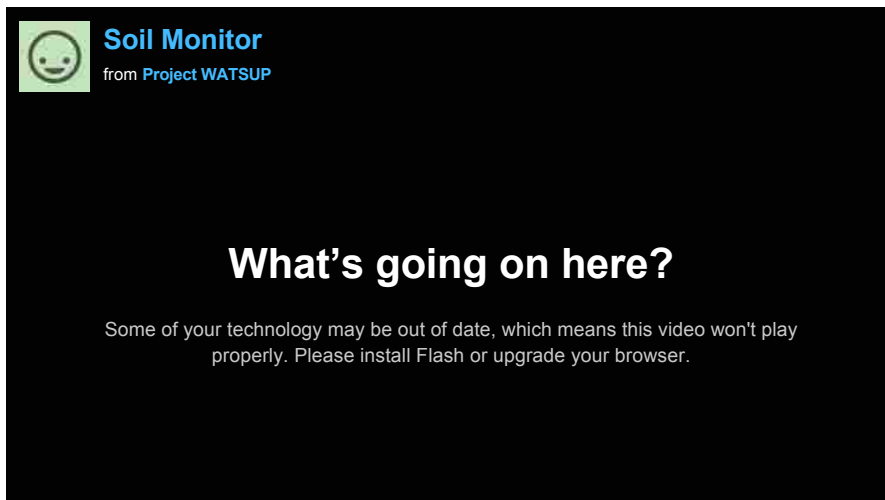 Soil Monitor
from Project WATSUP
What’s going on here?
Some of your technology may be out of date, which means this video won't play
properly. Please install Flash or upgrade your browser.